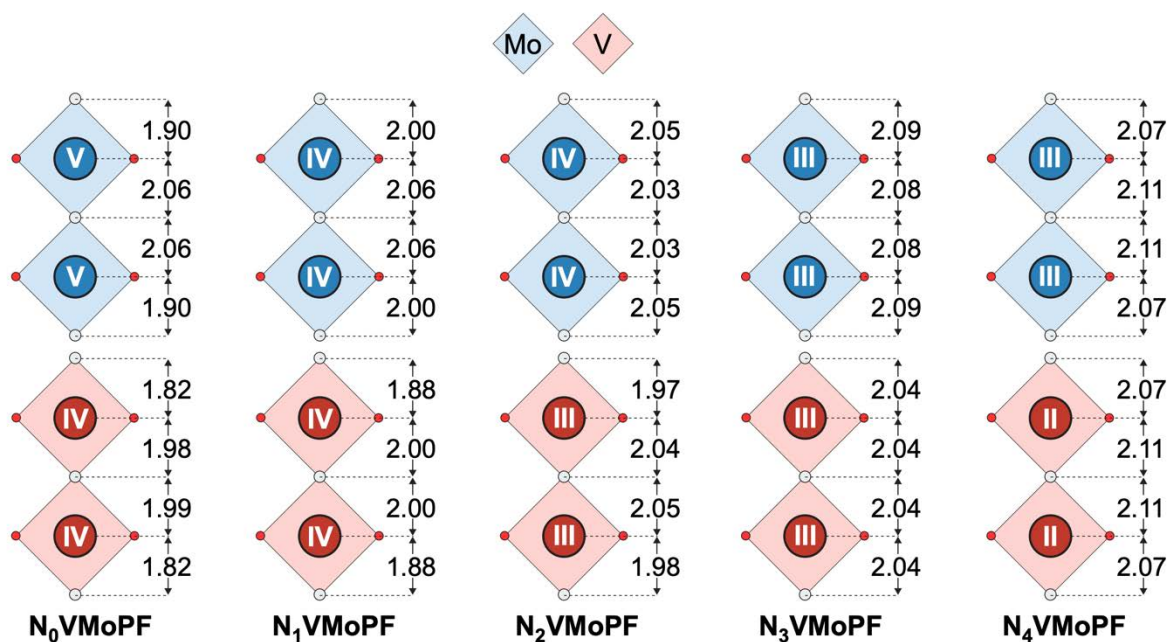 Mo V
1.90 2.00 2.05 2.09 2.07
V IV IV III III
2.06 2.06 2.03 2.08 2.11
2.06 2.06 2.03 2.08 2.11
V IV IV III III
1.90 2.00 2.05 2.09 2.07
1.82 1.88 1.97 2.04 2.07
IV IV III III II
1.98 2.00 2.04 2.04 2.11
1.99 2.00 2.05 2.04 2.11
IV IV III III II
1.82 1.88 1.98 2.04 2.07
N₀VMoPF N₁VMoPF N₂VMoPF N₃VMoPF N₄VMoPF